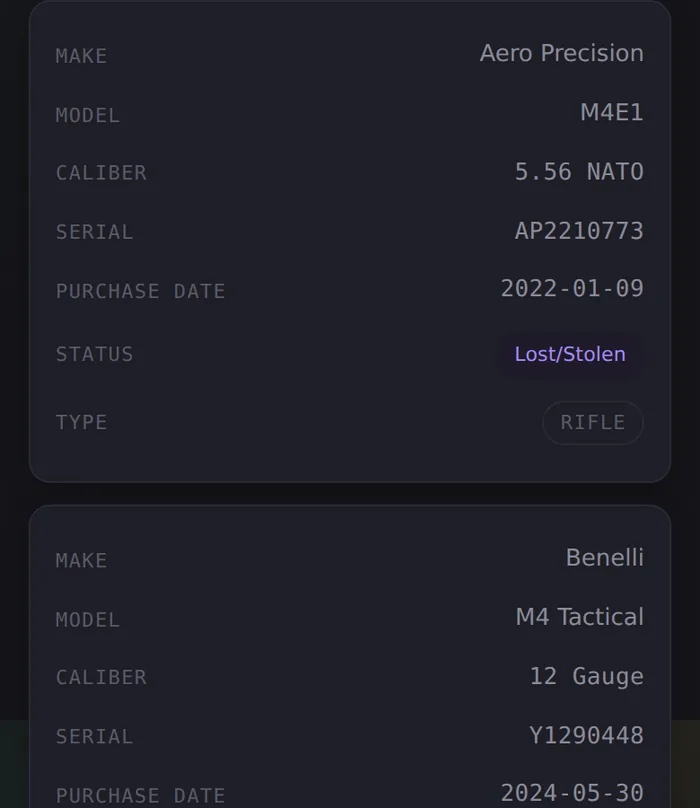 MAKE Aero Precision
MODEL M4E1
CALIBER 5.56 NATO
SERIAL AP2210773
PURCHASE DATE 2022-01-09
STATUS Lost/Stolen
TYPE RIFLE
MAKE Benelli
MODEL M4 Tactical
CALIBER 12 Gauge
SERIAL Y1290448
PURCHASE DATE 2024-05-30